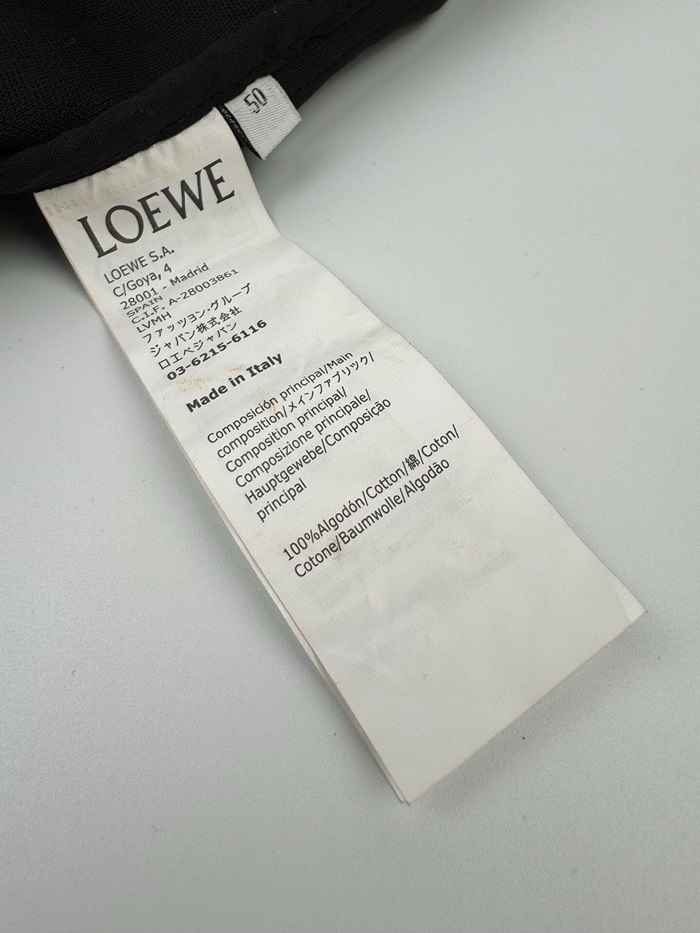 50
LOEWE
LOEWE S.A.
C/Goya, 4
28001 - Madrid
SPAIN
C.I.F. A-28003861
LVMH
ファッツヨン・グループ
ジャパン株式会社
ロエベジャパン
03-6215-6116
Made in Italy
Composición principal/Main
composition/メインファブリック/
Composition principal/
Composizione principale/
Hauptgewebe/Composição
principal
100%Algodón/Cotton/綿/Coton/
Cotone/Baumwolle/Algodão